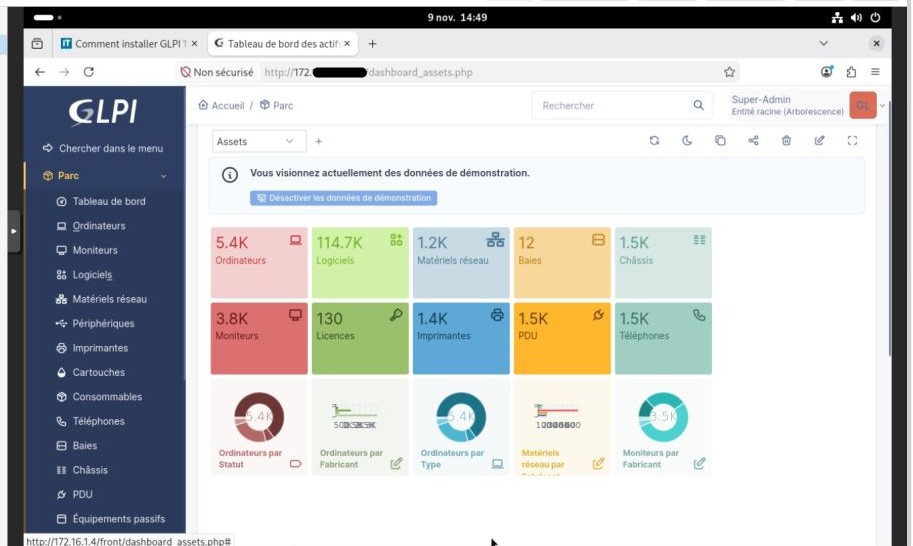 9 nov. 14:49
Comment installer GLPI 1
Tableau de bord des actif
Non sécurisé http://172. /dashboard_assets.php
GLPI
Accueil / Parc
Rechercher
Super-Admin
Entité racine (Arborescence)
GL
Chercher dans le menu
Parc
Tableau de bord
Ordinateurs
Moniteurs
Logiciels
Matériels réseau
Périphériques
Imprimantes
Cartouches
Consommables
Téléphones
Baies
Châssis
PDU
Équipements passifs
Assets
Vous visionnez actuellement des données de démonstration.
Désactiver les données de démonstration
5.4K
Ordinateurs
114.7K
Logiciels
1.2K
Matériels réseau
12
Baies
1.5K
Châssis
3.8K
Moniteurs
130
Licences
1.4K
Imprimantes
1.5K
PDU
1.5K
Téléphones
5.4K
Ordinateurs par
Statut
Ordinateurs par
Fabricant
5.4K
Ordinateurs par
Type
Matériels
réseau par
3.5K
Moniteurs par
Fabricant
http://172.16.1.4/front/dashboard_assets.php#